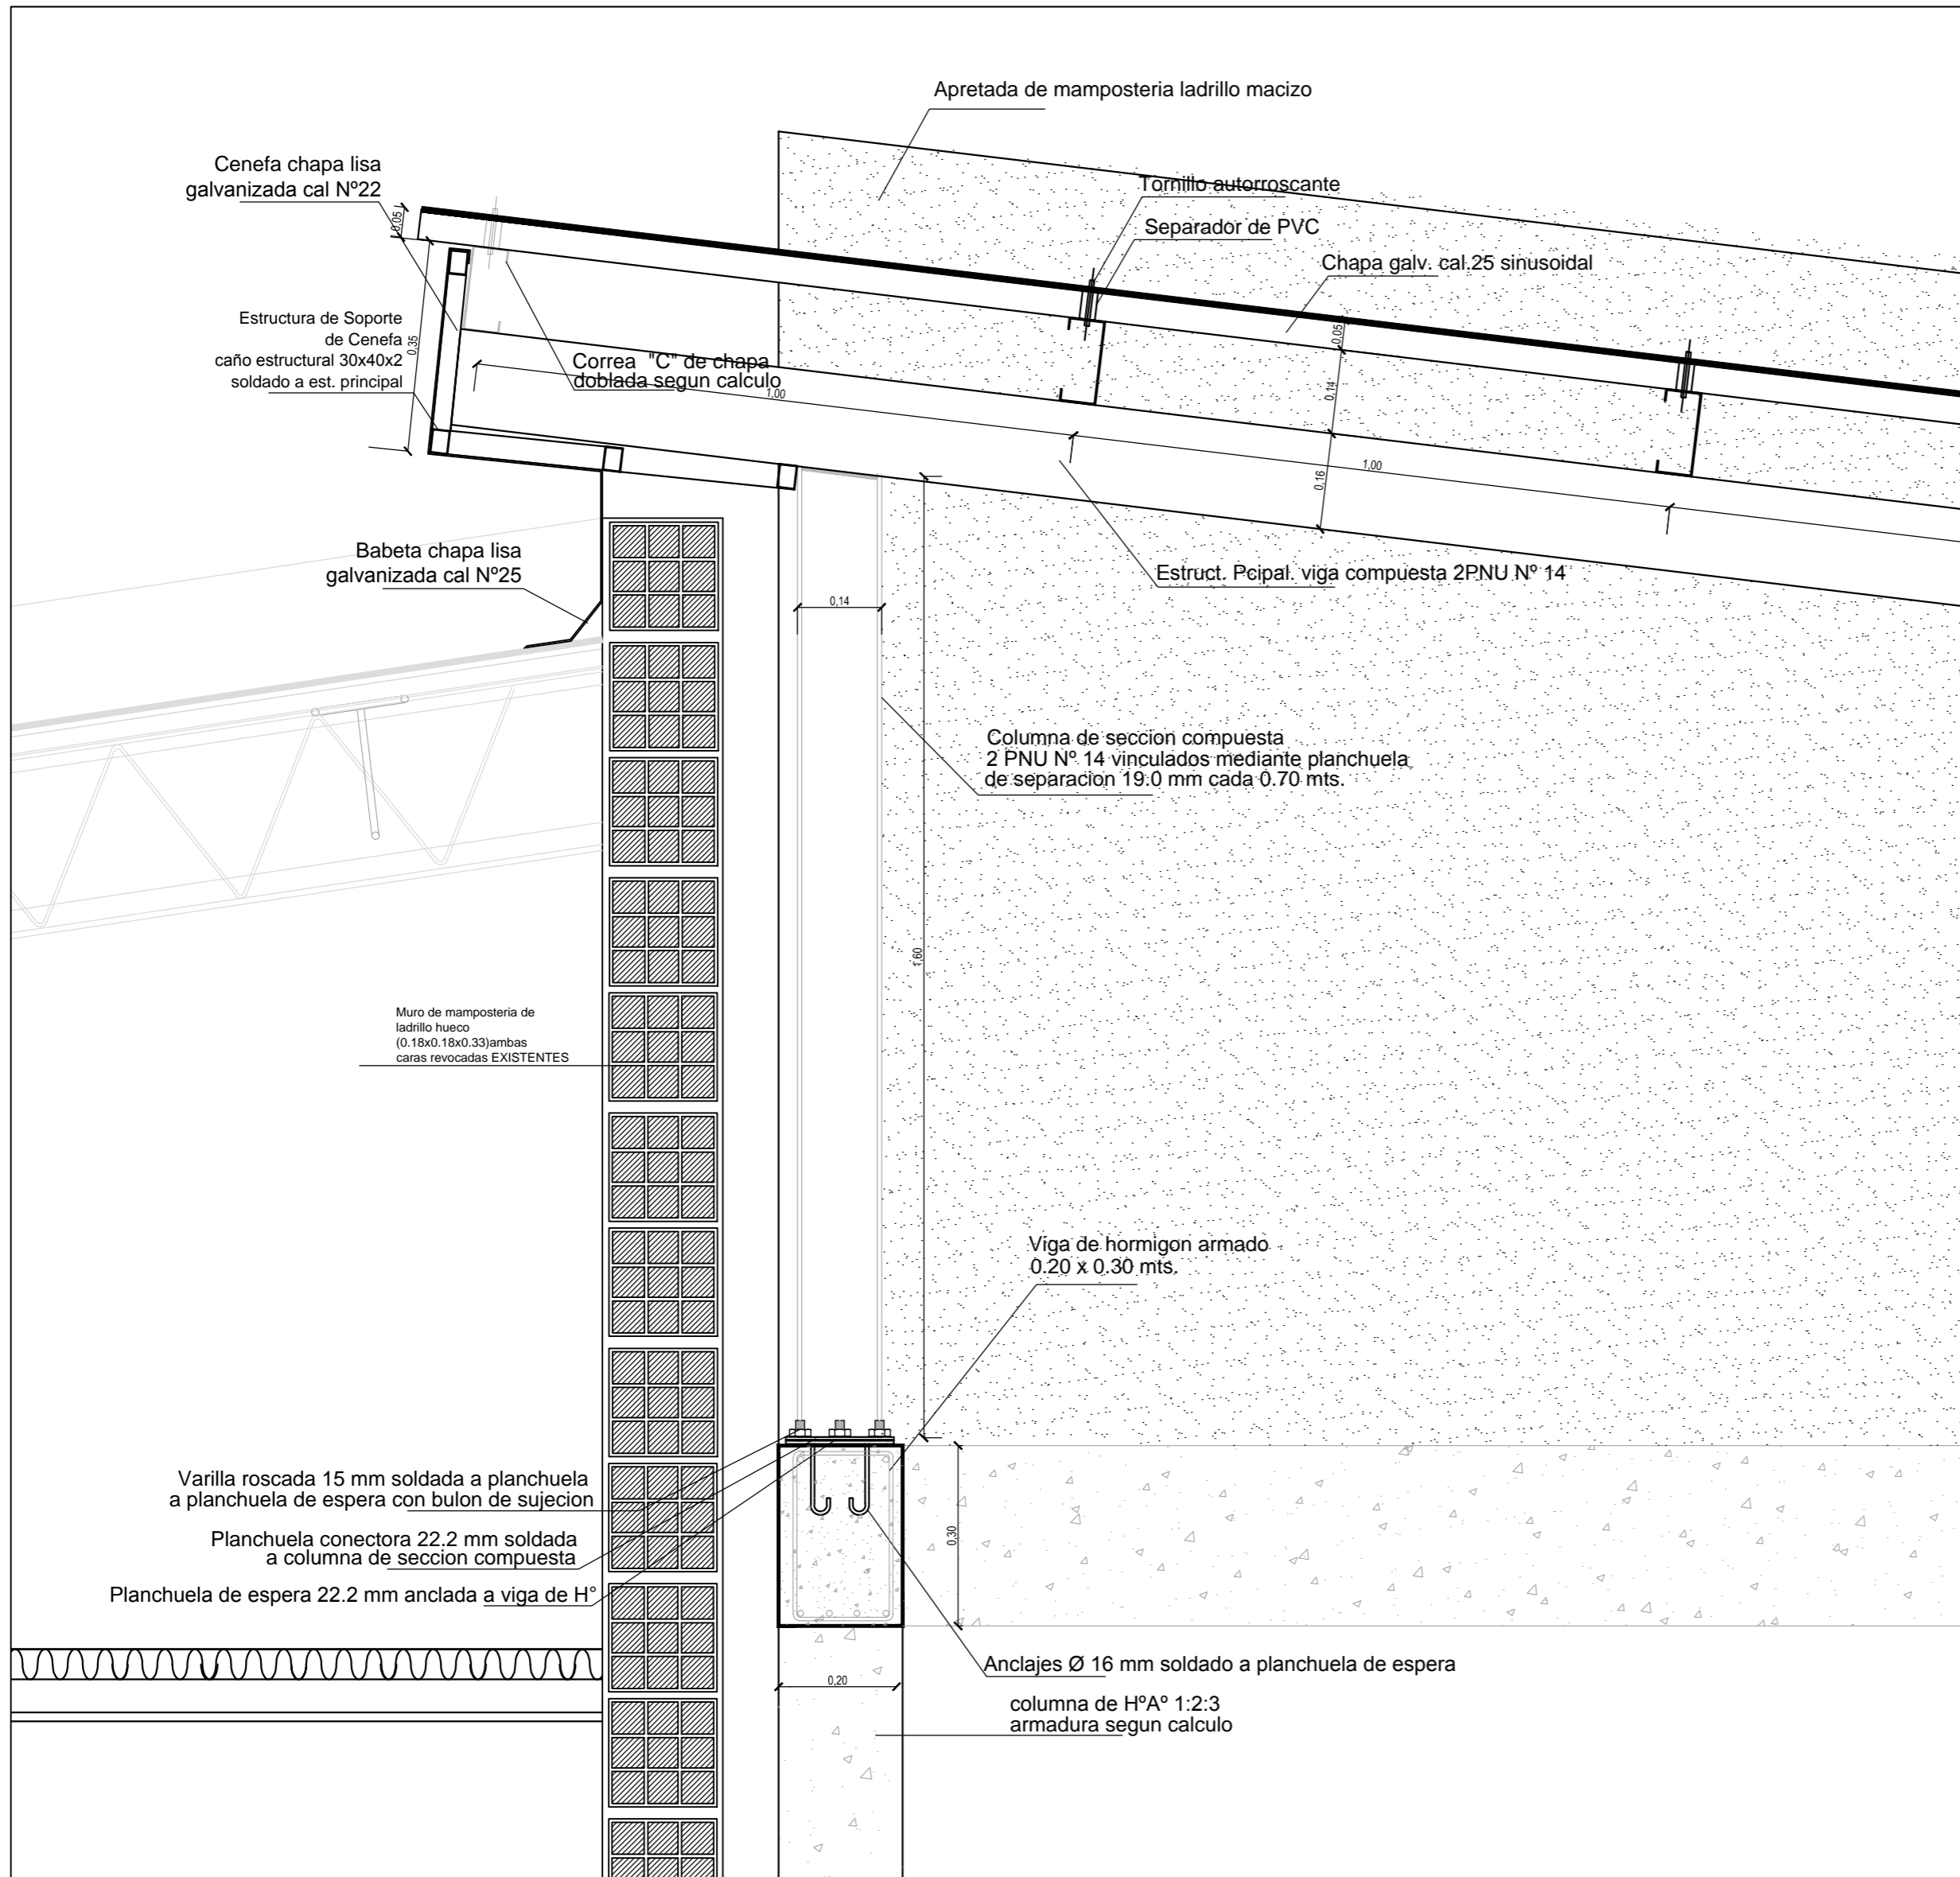 Apretada de mamposteria ladrillo macizo
Cenefa chapa lisa
galvanizada cal Nº22
Tornillo autorroscante
Separador de PVC
Chapa galv. cal.25 sinusoidal
0,05
Estructura de Soporte
de Cenefa
caño estructural 30x40x2
soldado a est. principal
0,35
Correa "C" de chapa
doblada segun calculo
1,00
0,05
0,14
1,00
0,16
Babeta chapa lisa
galvanizada cal Nº25
Estruct. Pcipal. viga compuesta 2PNU Nº 14
0,14
Columna de seccion compuesta
2 PNU Nº 14 vinculados mediante planchuela
de separacion 19.0 mm cada 0.70 mts.
1,60
Muro de mamposteria de
ladrillo hueco
(0.18x0.18x0.33)ambas
caras revocadas EXISTENTES
Viga de hormigon armado
0.20 x 0.30 mts.
Varilla roscada 15 mm soldada a planchuela
a planchuela de espera con bulon de sujecion
Planchuela conectora 22.2 mm soldada
a columna de seccion compuesta
Planchuela de espera 22.2 mm anclada a viga de H°
0,30
Anclajes Ø 16 mm soldado a planchuela de espera
0,20
columna de HºAº 1:2:3
armadura segun calculo